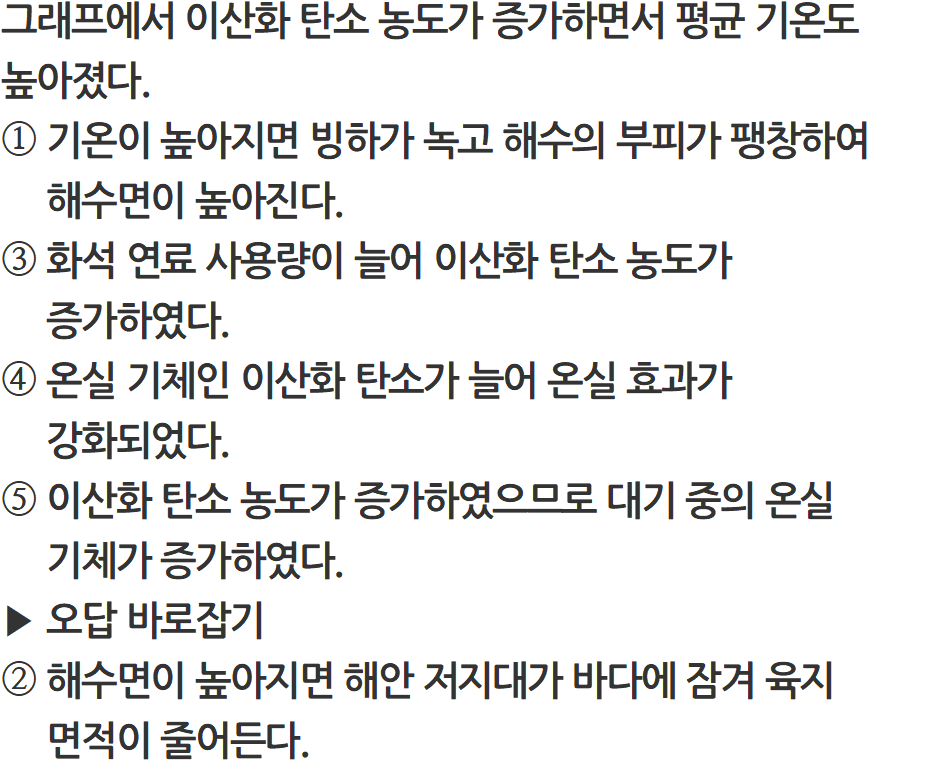 그래프에서 이산화 탄소 농도가 증가하면서 평균 기온도
높아졌다.
① 기온이 높아지면 빙하가 녹고 해수의 부피가 팽창하여
해수면이 높아진다.
③ 화석 연료 사용량이 늘어 이산화 탄소 농도가
증가하였다.
④ 온실 기체인 이산화 탄소가 늘어 온실 효과가
강화되었다.
⑤ 이산화 탄소 농도가 증가하였으므로 대기 중의 온실
기체가 증가하였다.
▶ 오답 바로잡기
② 해수면이 높아지면 해안 저지대가 바다에 잠겨 육지
면적이 줄어든다.